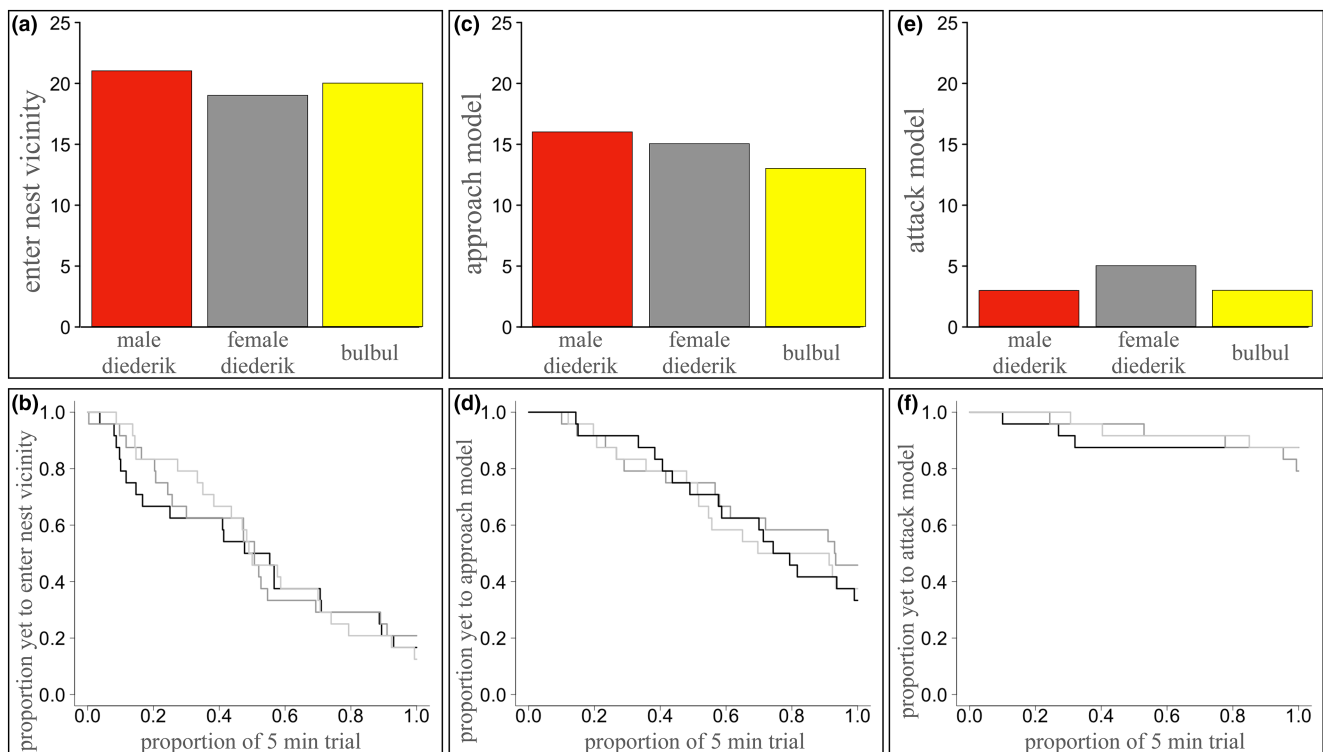 (a)
enter nest vicinity
25
20
15
10
5
0
male
diederik
female
diederik
bulbul
(c)
approach model
25
20
15
10
5
0
male
diederik
female
diederik
bulbul
(e)
attack model
25
20
15
10
5
0
male
diederik
female
diederik
bulbul
(b)
proportion yet to enter nest vicinity
1.0
0.8
0.6
0.4
0.2
0.0
0.0 0.2 0.4 0.6 0.8 1.0
proportion of 5 min trial
(d)
proportion yet to approach model
1.0
0.8
0.6
0.4
0.2
0.0
0.0 0.2 0.4 0.6 0.8 1.0
proportion of 5 min trial
(f)
proportion yet to attack model
1.0
0.8
0.6
0.4
0.2
0.0
0.0 0.2 0.4 0.6 0.8 1.0
proportion of 5 min trial